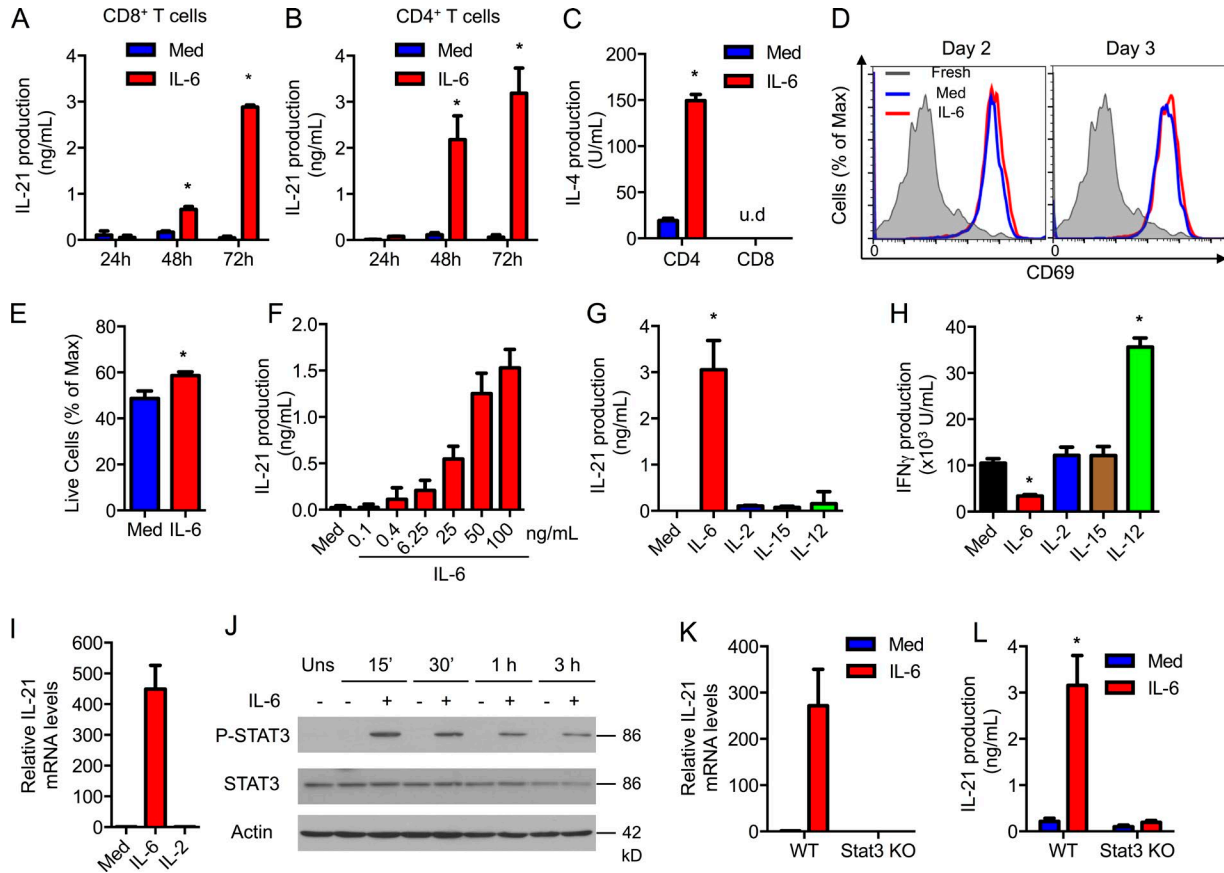 A
CD8+ T cells
Med
IL-6
IL-21 production
(ng/mL)
4
3
2
1
0
*
*
24h 48h 72h
B
CD4+ T cells
Med
IL-6
IL-21 production
(ng/mL)
4
3
2
1
0
*
*
24h 48h 72h
C
Med
IL-6
IL-4 production
(U/mL)
200
150
100
50
0
*
u.d
CD4 CD8
D
Day 2 Day 3
Fresh
Med
IL-6
Cells (% of Max)
CD69
E
Live Cells (% of Max)
80
60
40
20
0
*
Med IL-6
F
IL-21 production
(ng/mL)
2.0
1.5
1.0
0.5
0.0
Med 0.1 0.4 6.25 25 50 100 ng/mL
IL-6
G
IL-21 production
(ng/mL)
4
3
2
1
0
*
Med IL-6 IL-2 IL-15 IL-12
H
IFNγ production
(x10³ U/mL)
40
30
20
10
0
*
*
Med IL-6 IL-2 IL-15 IL-12
I
Relative IL-21
mRNA levels
600
500
400
300
200
100
0
Med IL-6 IL-2
J
Uns 15' 30' 1 h 3 h
IL-6 - - + - + - + - +
P-STAT3 86
STAT3 86
Actin 42
kD
K
Med
IL-6
Relative IL-21
mRNA levels
400
300
200
100
0
WT Stat3 KO
L
Med
IL-6
IL-21 production
(ng/mL)
4
3
2
1
0
*
WT Stat3 KO